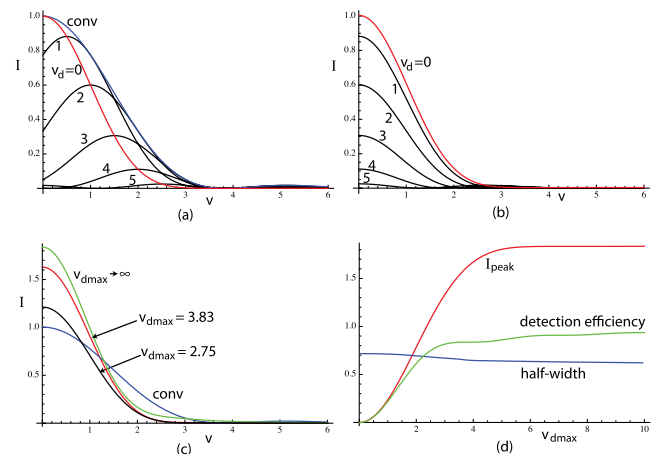 1.0
0.8
0.6
0.4
0.2
I
conv
1
v_d=0
2
3
4
5
0 1 2 3 4 5 6
v
(a)
1.0
0.8
0.6
0.4
0.2
I
v_d=0
1
2
3
4
5
0 1 2 3 4 5 6
v
(b)
1.5
1.0
0.5
I
v_dmax→∞
v_dmax = 3.83
v_dmax = 2.75
conv
0 1 2 3 4 5 6
v
(c)
1.5
1.0
0.5
I_peak
detection efficiency
half-width
0 2 4 6 8 10
v_dmax
(d)